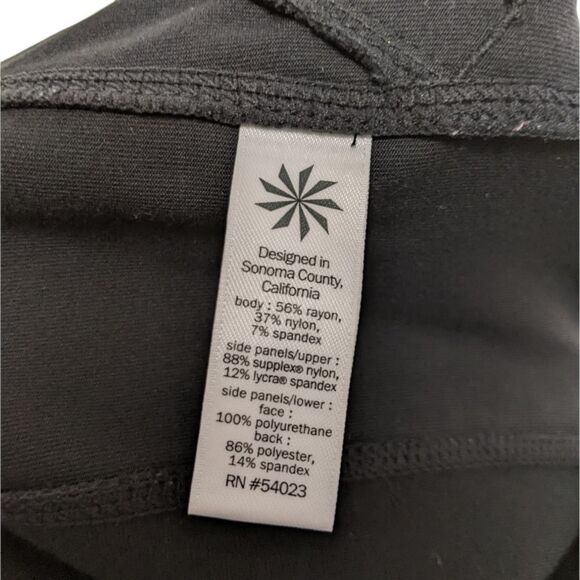 Designed in
Sonoma County,
California
body : 56% rayon,
37% nylon,
7% spandex
side panels/upper :
88% supplex® nylon,
12% lycra® spandex
side panels/lower :
face :
100% polyurethane
back :
86% polyester,
14% spandex
RN #54023